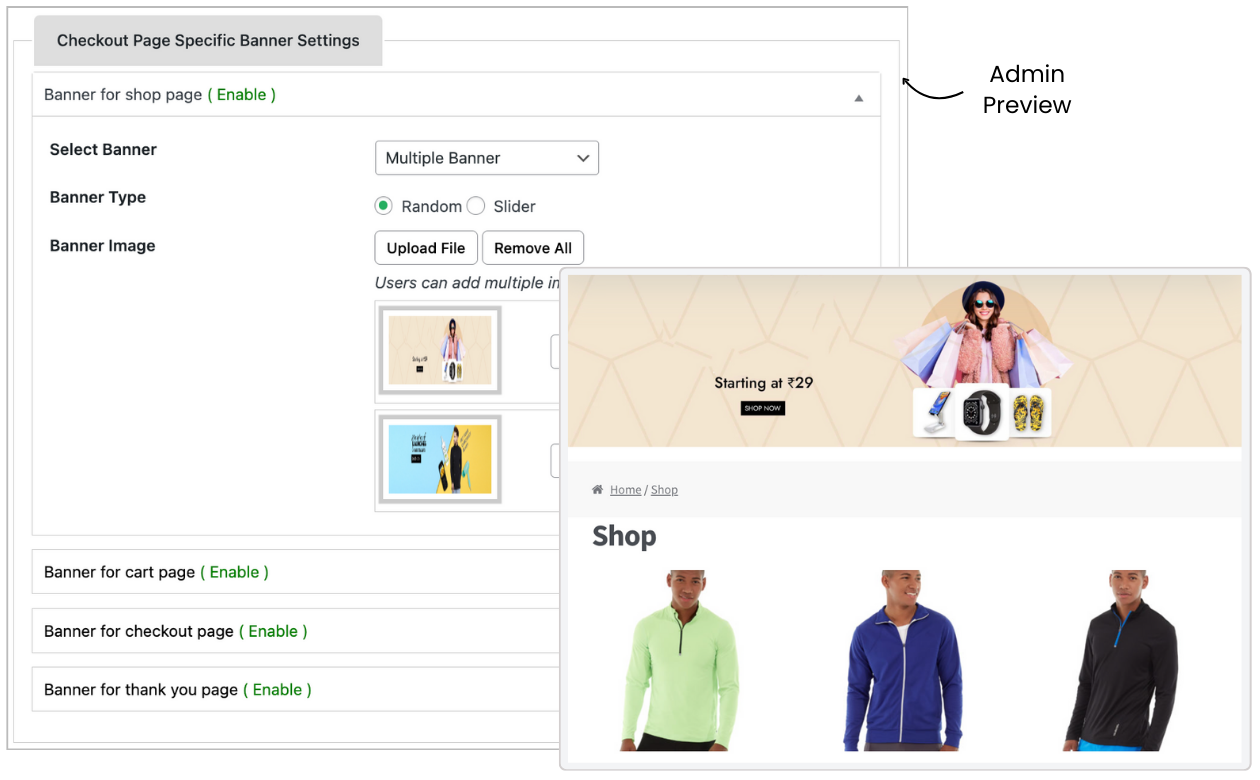 Checkout Page Specific Banner Settings
Admin
Preview
Banner for shop page ( Enable )
Select Banner
Multiple Banner
Banner Type
Random
Slider
Banner Image
Upload File
Remove All
Users can add multiple in
Starting at ₹29
SHOP NOW
Home / Shop
Shop
Banner for cart page ( Enable )
Banner for checkout page ( Enable )
Banner for thank you page ( Enable )